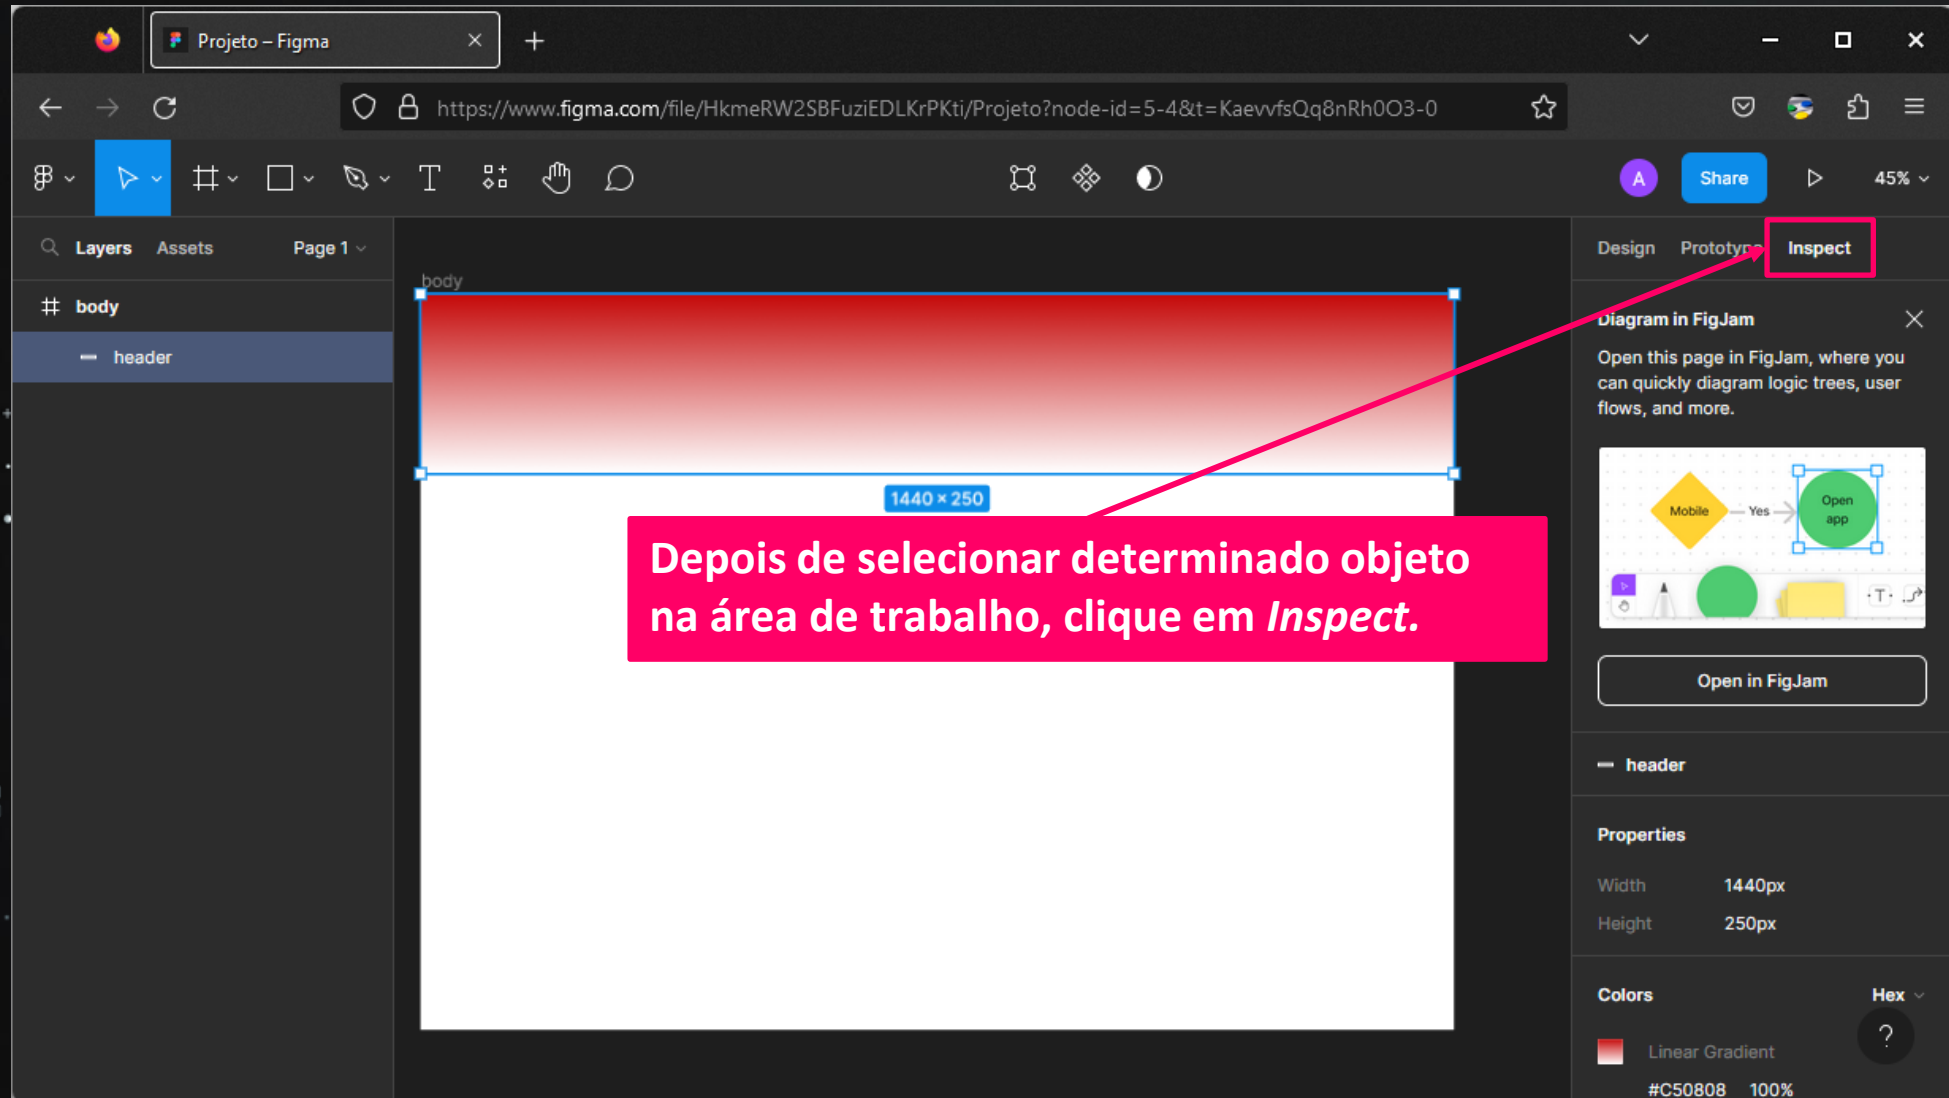 Projeto – Figma
https://www.figma.com/file/HkmeRW2SBFuziEDLKrPKti/Projeto?node-id=5-4&t=KaevvfsQq8nRh0O3-0
A
Share
45%
Layers Assets Page 1
Design Prototype Inspect
body
body
header
Diagram in FigJam
Open this page in FigJam, where you
can quickly diagram logic trees, user
flows, and more.
Mobile
Yes
Open
app
T
1440 × 250
Depois de selecionar determinado objeto
na área de trabalho, clique em Inspect.
Open in FigJam
header
Properties
Width 1440px
Height 250px
Colors Hex
?
Linear Gradient
#C50808 100%